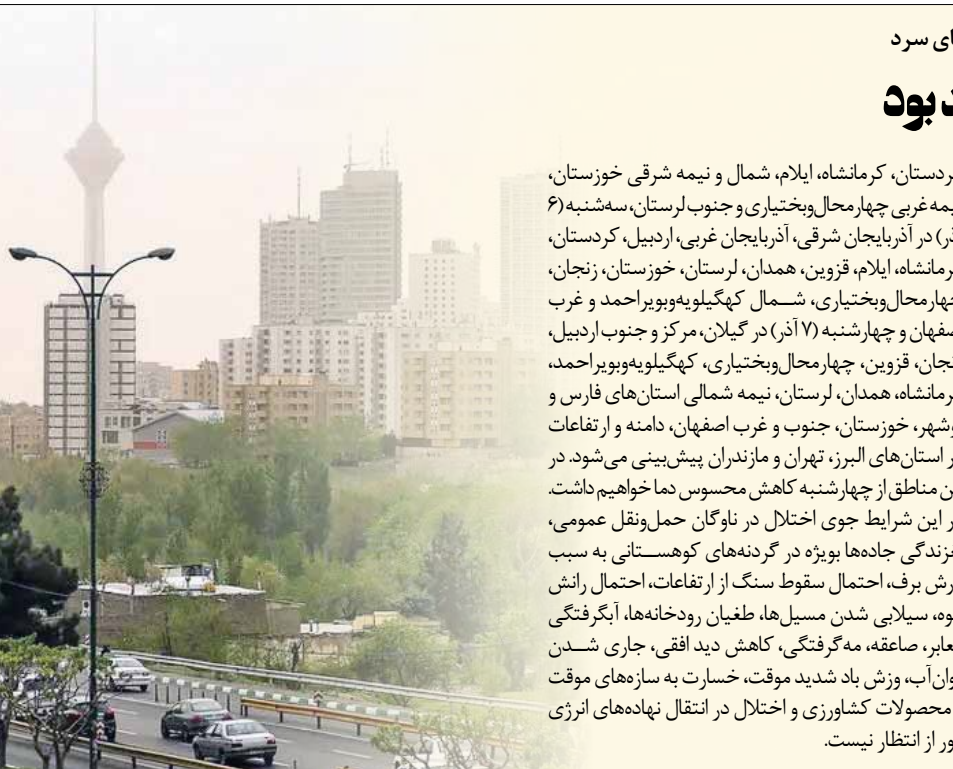 ای سرد
بود
ردستان، کرمانشاه، ایلام، شمال و نیمه شرقی خوزستان،
یمه غربی چهارمحال‌وبختیاری و جنوب لرستان، سه‌شنبه (۶
ذر) در آذربایجان شرقی، آذربایجان غربی، اردبیل، کردستان،
رمانشاه، ایلام، قزوین، همدان، لرستان، خوزستان، زنجان،
چهارمحال‌وبختیاری، شمال کهگیلویه‌وبویراحمد و غرب
صفهان و چهارشنبه (۷ آذر) در گیلان، مرکز و جنوب اردبیل،
نجان، قزوین، چهارمحال‌وبختیاری، کهگیلویه‌وبویراحمد،
رمانشاه، همدان، لرستان، نیمه شمالی استان‌های فارس و
وشهر، خوزستان، جنوب و غرب اصفهان، دامنه و ارتفاعات
ر استان‌های البرز، تهران و مازندران پیش‌بینی می‌شود. در
ن مناطق از چهارشنبه کاهش محسوس دما خواهیم داشت.
ر این شرایط جوی اختلال در ناوگان حمل‌ونقل عمومی،
غزندگی جاده‌ها بویژه در گردنه‌های کوهستانی به سبب
رش برف، احتمال سقوط سنگ از ارتفاعات، احتمال رانش
وه، سیلابی شدن مسیل‌ها، طغیان رودخانه‌ها، آبگرفتگی
عابر، صاعقه، مه گرفتگی، کاهش دید افقی، جاری شدن
وان‌آب، وزش باد شدید موقت، خسارت به سازه‌های موقت
محصولات کشاورزی و اختلال در انتقال نهاده‌های انرژی
ور از انتظار نیست.